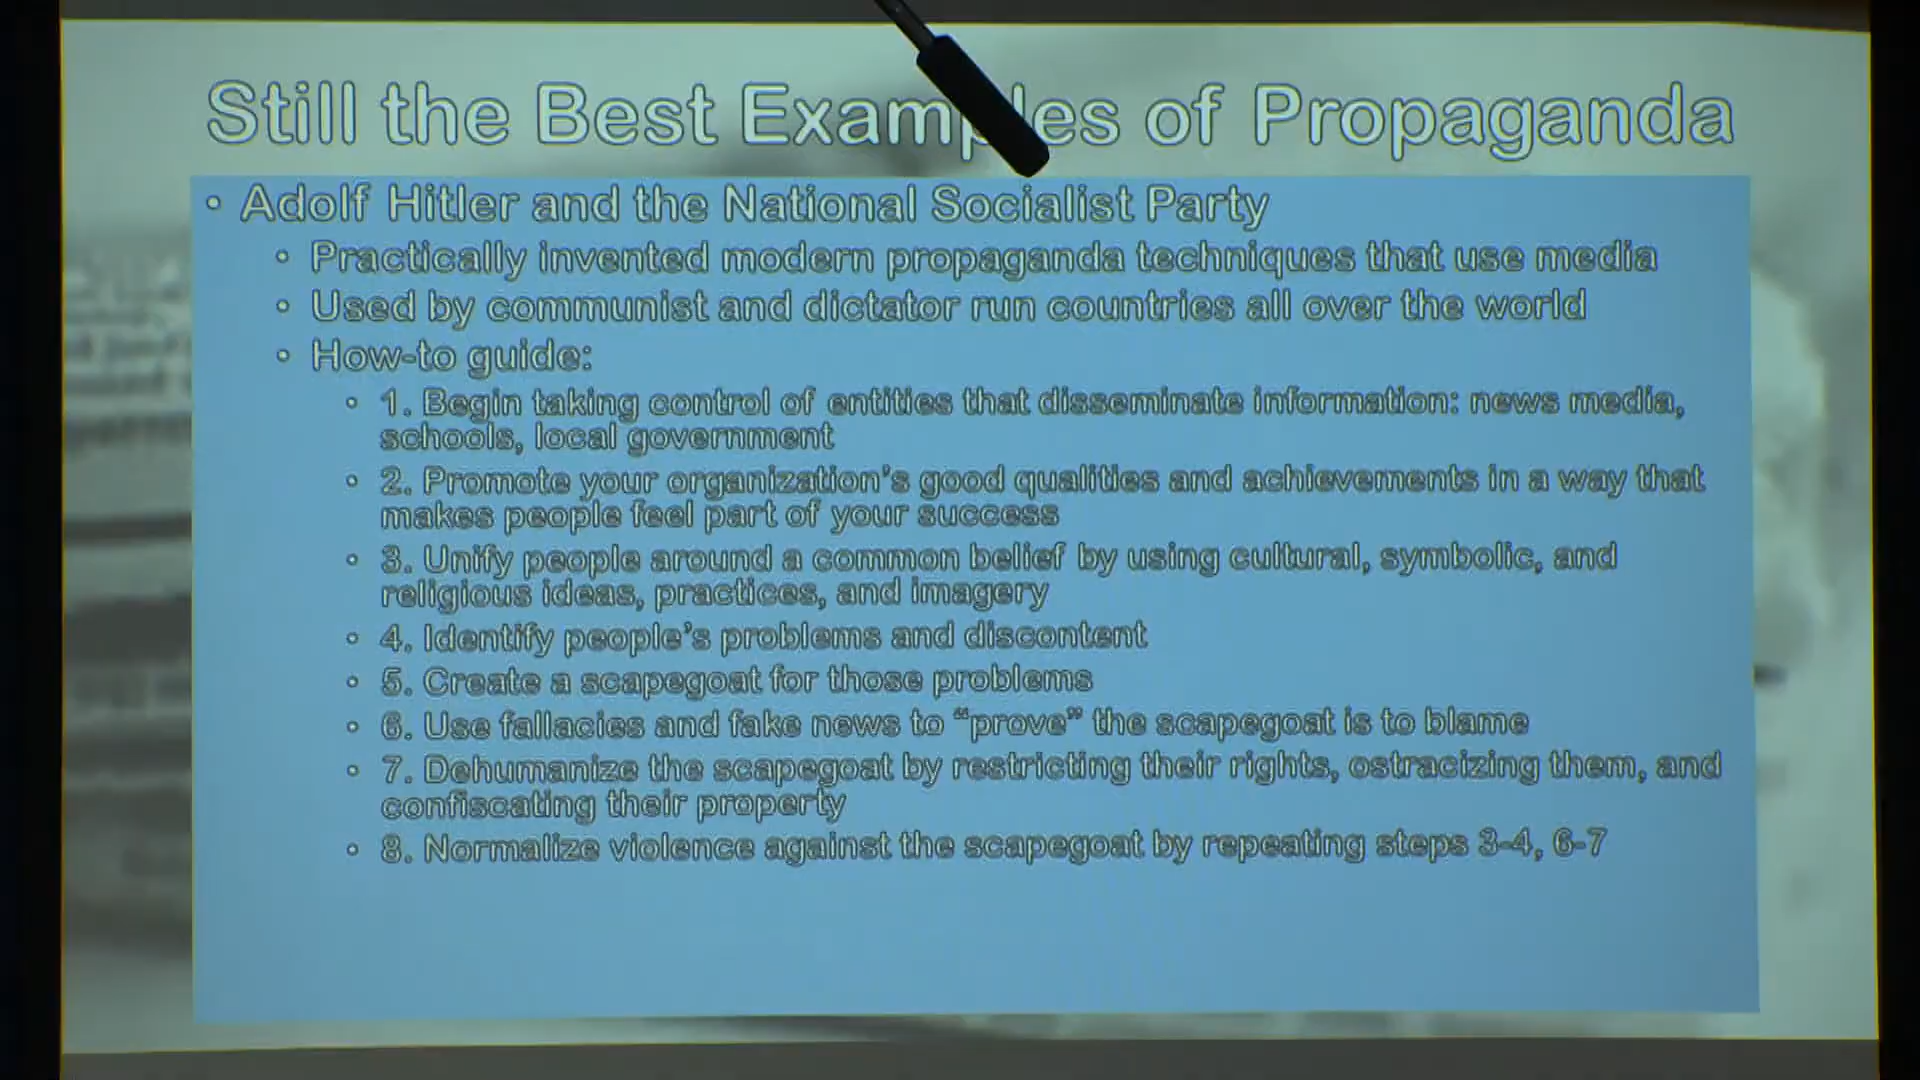 Still the Best Examples of Propaganda
• Adolf Hitler and the National Socialist Party
• Practically invented modern propaganda techniques that use media
• Used by communist and dictator run countries all over the world
• How-to guide:
• 1. Begin taking control of entities that disseminate information: news media,
schools, local government
• 2. Promote your organization's good qualities and achievements in a way that
makes people feel part of your success
• 3. Unify people around a common belief by using cultural, symbolic, and
religious ideas, practices, and imagery
• 4. Identify people's problems and discontent
• 5. Create a scapegoat for those problems
• 6. Use fallacies and fake news to “prove” the scapegoat is to blame
• 7. Dehumanize the scapegoat by restricting their rights, ostracizing them, and
confiscating their property
• 8. Normalize violence against the scapegoat by repeating steps 3-4, 6-7